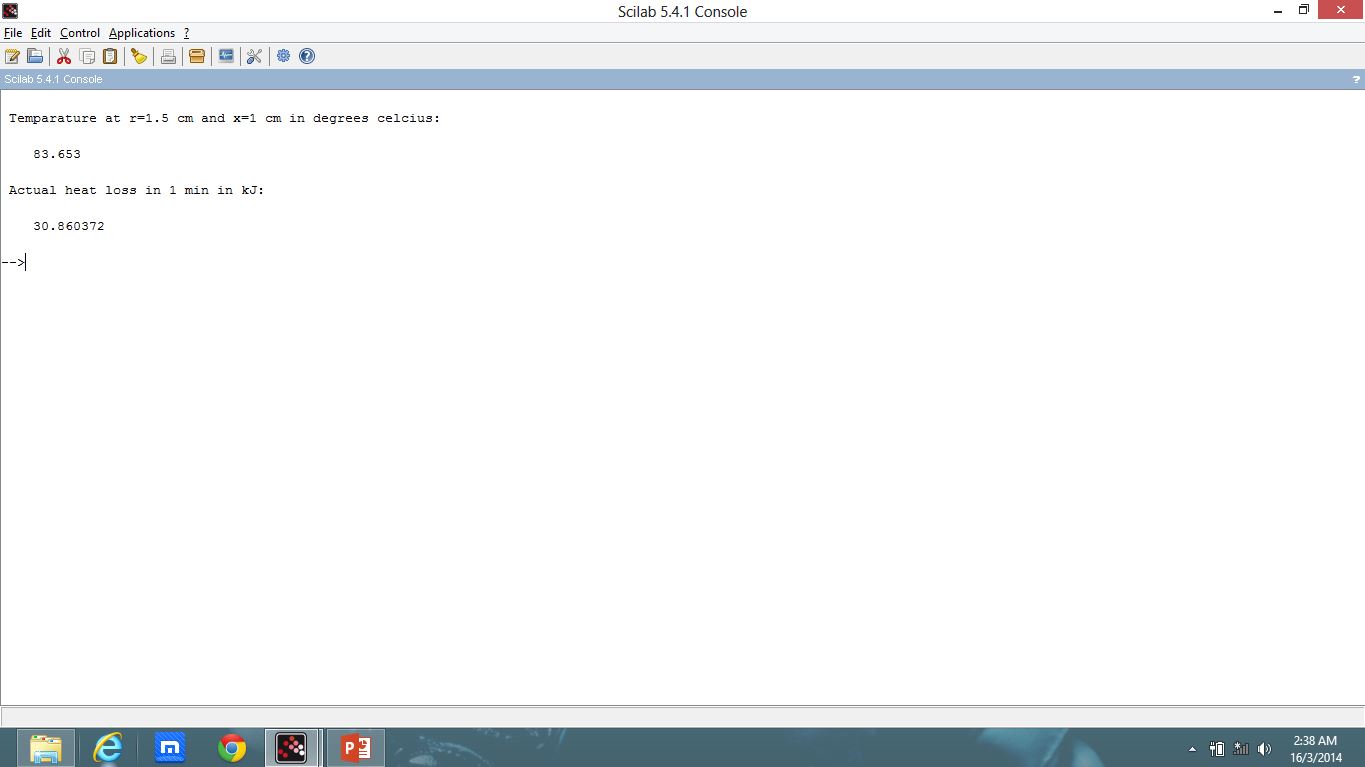 Scilab 5.4.1 Console
File Edit Control Applications ?
Scilab 5.4.1 Console ?
Temparature at r=1.5 cm and x=1 cm in degrees celcius:
83.653
Actual heat loss in 1 min in kJ:
30.860372
-->
2:38 AM
16/3/2014